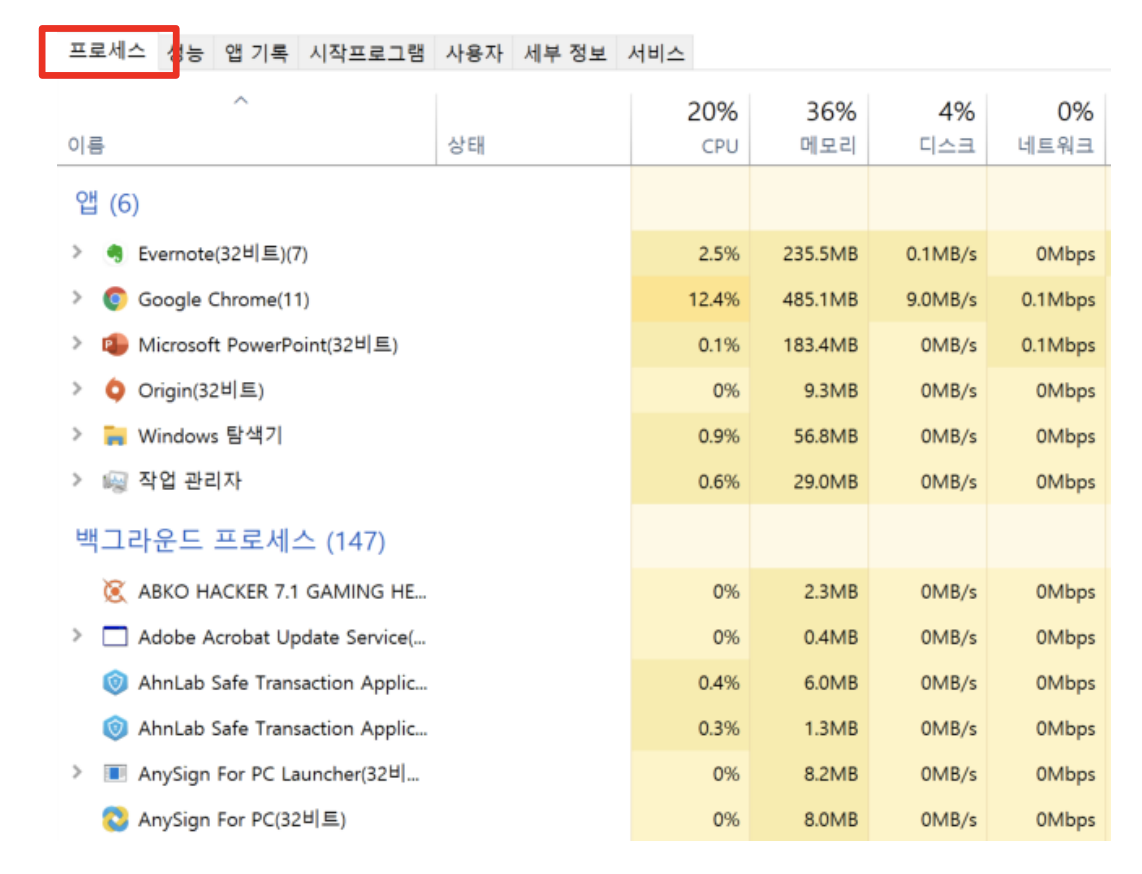 프로세스 성능 앱 기록 시작프로그램 사용자 세부 정보 서비스
20% 36% 4% 0%
이름 상태 CPU 메모리 디스크 네트워크
앱 (6)
Evernote(32비트)(7) 2.5% 235.5MB 0.1MB/s 0Mbps
Google Chrome(11) 12.4% 485.1MB 9.0MB/s 0.1Mbps
Microsoft PowerPoint(32비트) 0.1% 183.4MB 0MB/s 0.1Mbps
Origin(32비트) 0% 9.3MB 0MB/s 0Mbps
Windows 탐색기 0.9% 56.8MB 0MB/s 0Mbps
작업 관리자 0.6% 29.0MB 0MB/s 0Mbps
백그라운드 프로세스 (147)
ABKO HACKER 7.1 GAMING HE... 0% 2.3MB 0MB/s 0Mbps
Adobe Acrobat Update Service(... 0% 0.4MB 0MB/s 0Mbps
AhnLab Safe Transaction Applic... 0.4% 6.0MB 0MB/s 0Mbps
AhnLab Safe Transaction Applic... 0.3% 1.3MB 0MB/s 0Mbps
AnySign For PC Launcher(32비... 0% 8.2MB 0MB/s 0Mbps
AnySign For PC(32비트) 0% 8.0MB 0MB/s 0Mbps